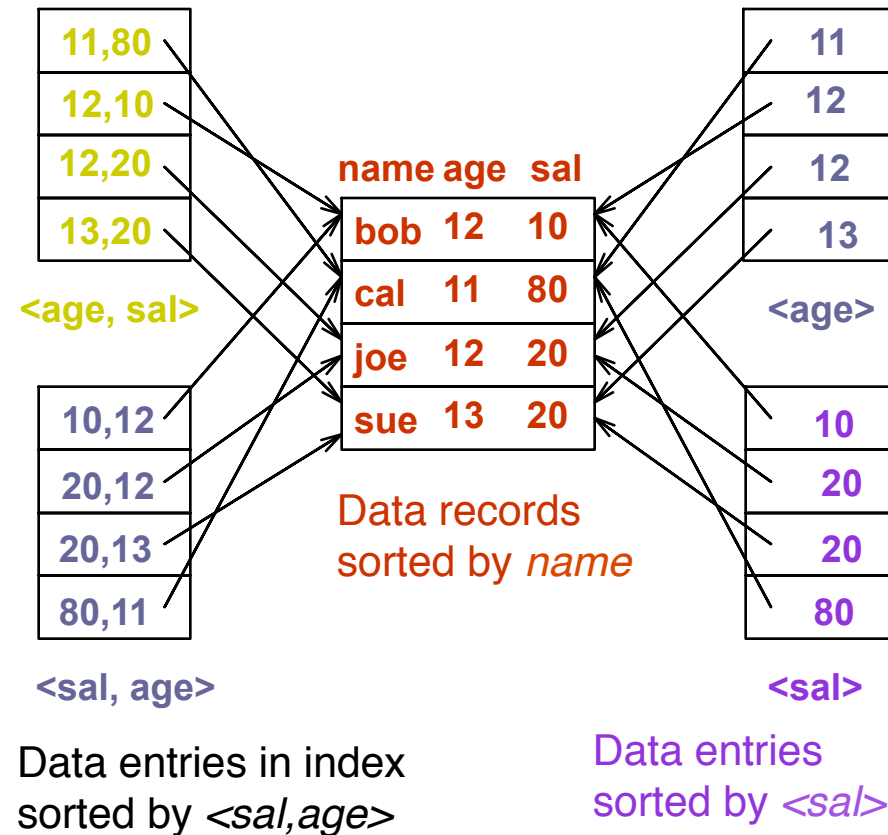 11,80
12,10
12,20
13,20
<age, sal>
10,12
20,12
20,13
80,11
<sal, age>
Data entries in index
sorted by <sal,age>
name age sal
bob 12 10
cal 11 80
joe 12 20
sue 13 20
Data records
sorted by name
11
12
12
13
<age>
10
20
20
80
<sal>
Data entries
sorted by <sal>